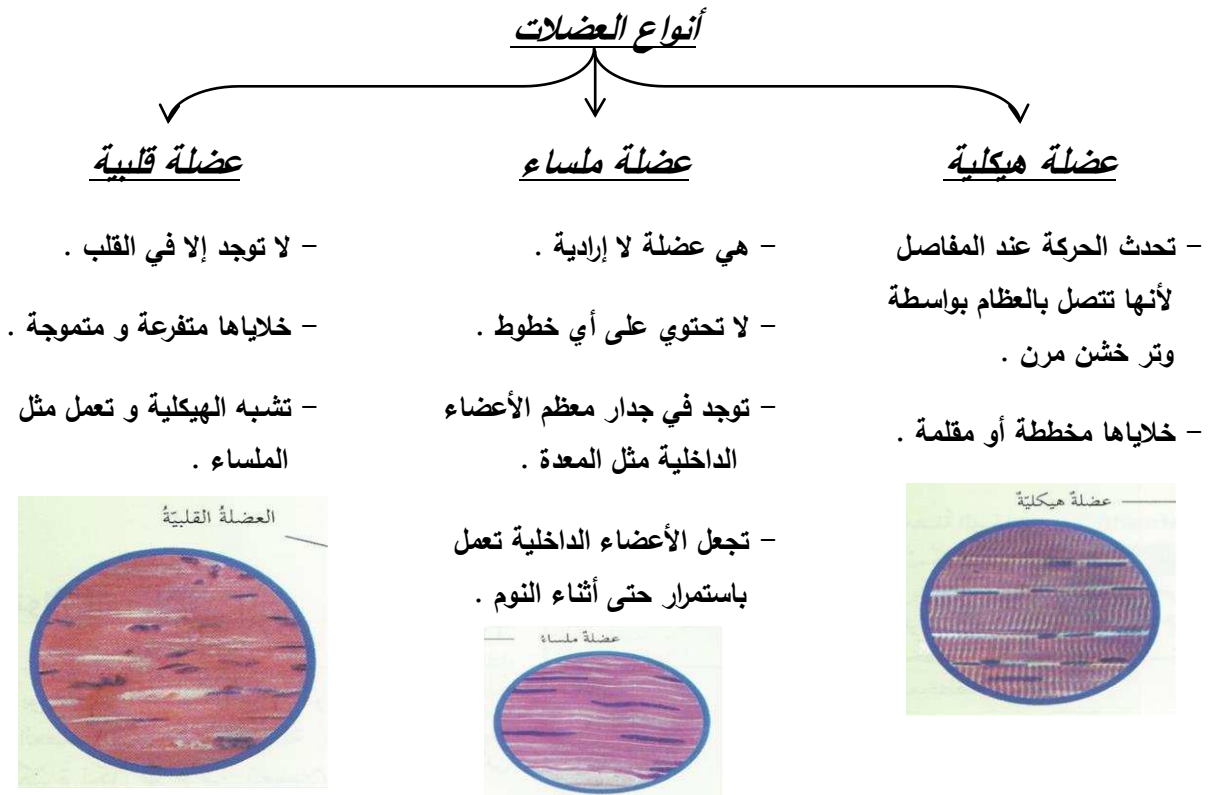 أنواع العضلات
عضلة هيكلية
– تحدث الحركة عند المفاصل
لأنها تتصل بالعظام بواسطة
وتر خشن مرن .
– خلاياها مخططة أو مقلمة .
عضلةٌ هيكليّةٌ
عضلة ملساء
– هي عضلة لا إرادية .
– لا تحتوي على أي خطوط .
– توجد في جدار معظم الأعضاء
الداخلية مثل المعدة .
– تجعل الأعضاء الداخلية تعمل
باستمرار حتى أثناء النوم .
عضلةٌ ملساءُ
عضلة قلبية
– لا توجد إلا في القلب .
– خلاياها متفرعة و متموجة .
– تشبه الهيكلية و تعمل مثل
الملساء .
العضلةُ القلبيّةُ